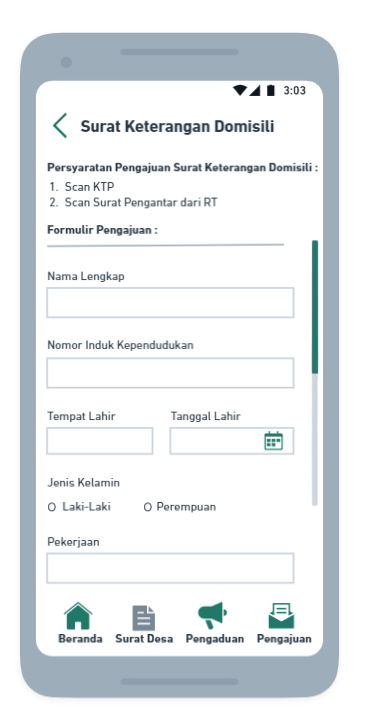 3:03
Surat Keterangan Domisili
Persyaratan Pengajuan Surat Keterangan Domisili :
1. Scan KTP
2. Scan Surat Pengantar dari RT
Formulir Pengajuan :
Nama Lengkap
Nomor Induk Kependudukan
Tempat Lahir Tanggal Lahir
Jenis Kelamin
Laki-Laki Perempuan
Pekerjaan
Beranda Surat Desa Pengaduan Pengajuan